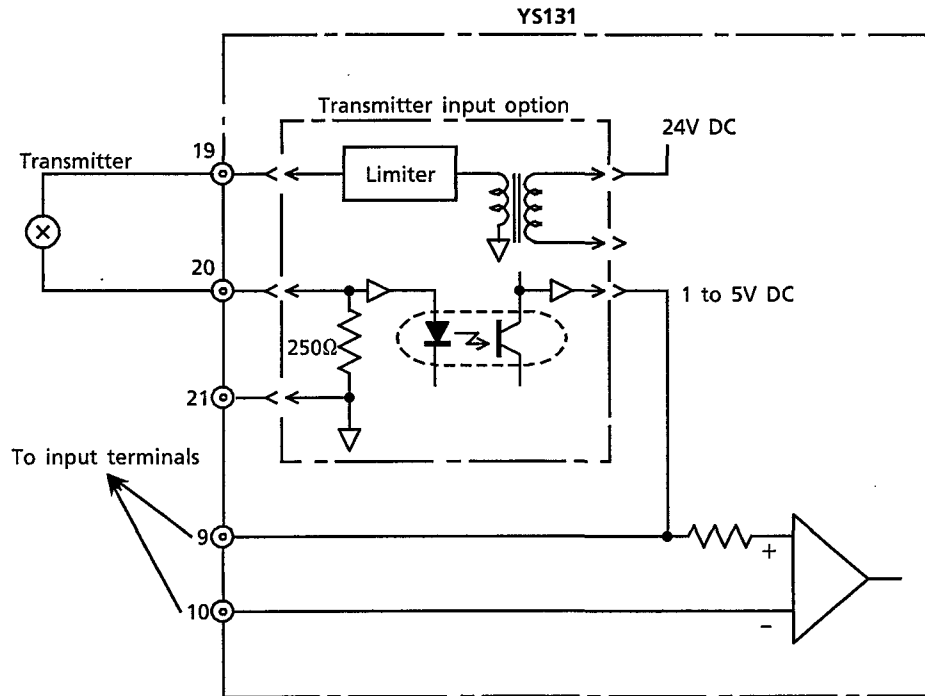 YS131
Transmitter input option
24V DC
19
Transmitter
Limiter
20
1 to 5V DC
250Ω
21
To input terminals
9
+
10
−